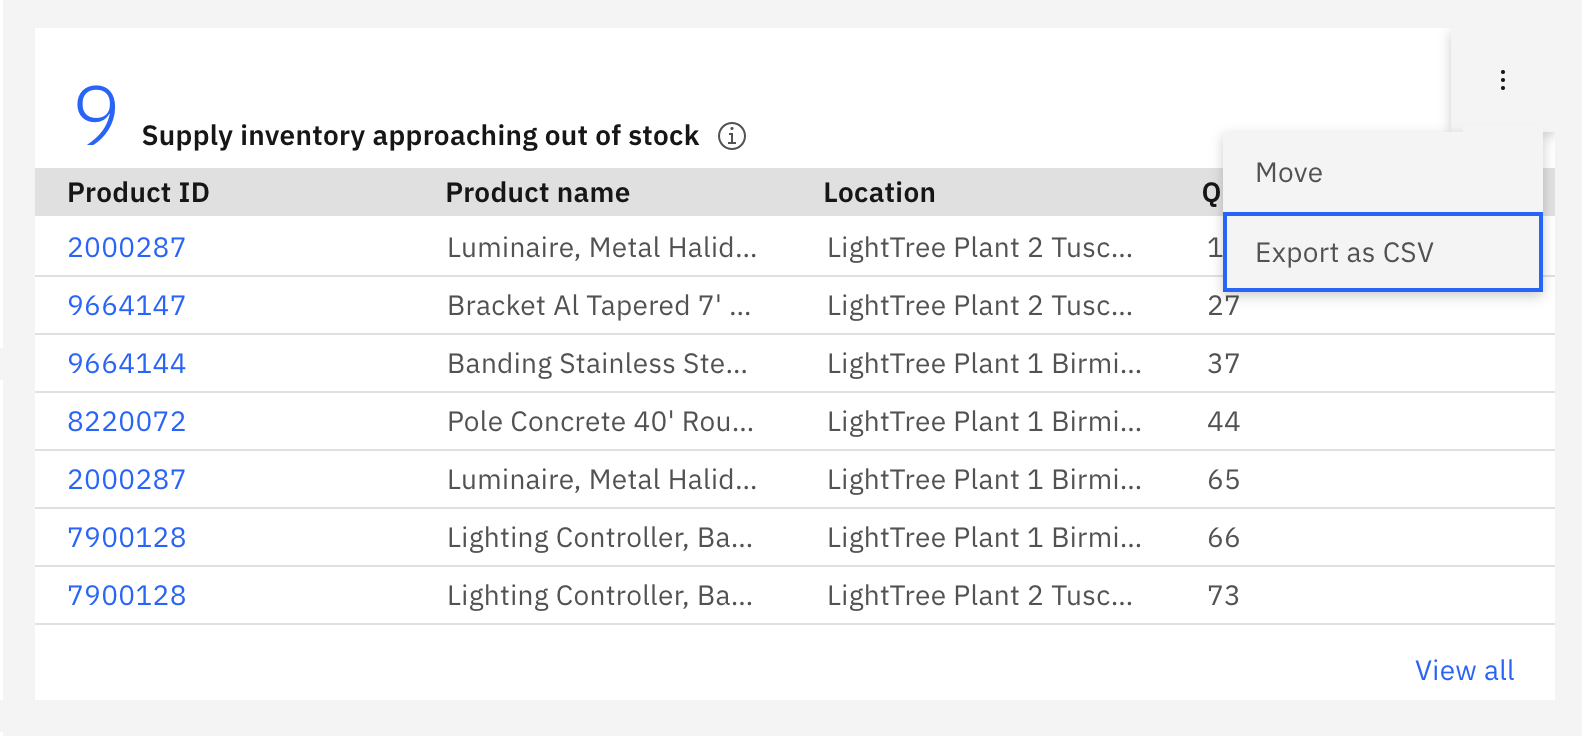 9 Supply inventory approaching out of stock
Product ID Product name Location Q
Move
2000287 Luminaire, Metal Halid... LightTree Plant 2 Tusc... 1
Export as CSV
9664147 Bracket Al Tapered 7' ... LightTree Plant 2 Tusc... 27
9664144 Banding Stainless Ste... LightTree Plant 1 Birmi... 37
8220072 Pole Concrete 40' Rou... LightTree Plant 1 Birmi... 44
2000287 Luminaire, Metal Halid... LightTree Plant 1 Birmi... 65
7900128 Lighting Controller, Ba... LightTree Plant 1 Birmi... 66
7900128 Lighting Controller, Ba... LightTree Plant 2 Tusc... 73
View all